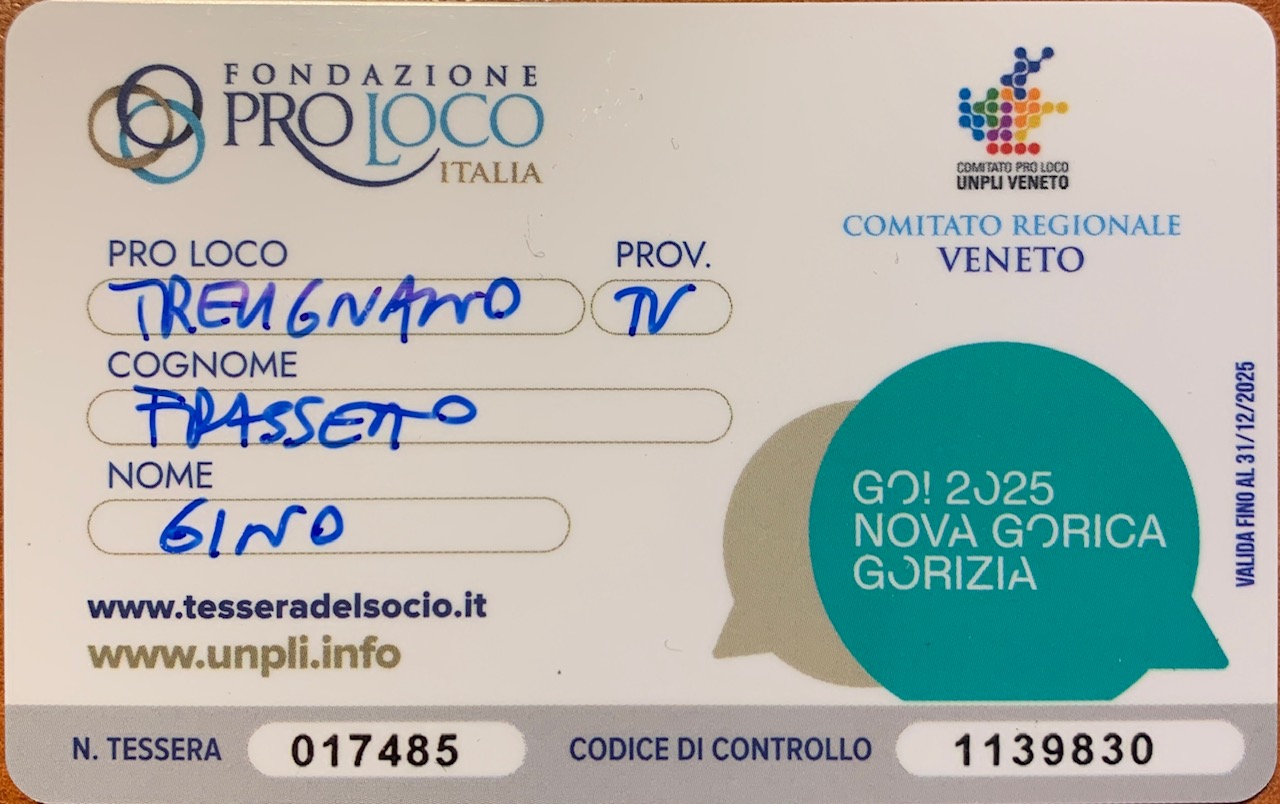 FONDAZIONE
PRO LOCO
ITALIA
COMITATO PRO LOCO
UNPLI VENETO
COMITATO REGIONALE
VENETO
PRO LOCO PROV.
TREVIGNANO TV
COGNOME
FRASSETTO
NOME
GINO
www.tesseradelsocio.it
www.unpli.info
GO! 2025
NOVA GORICA
GORIZIA
VALIDA FINO AL 31/12/2025
N. TESSERA 017485 CODICE DI CONTROLLO 1139830